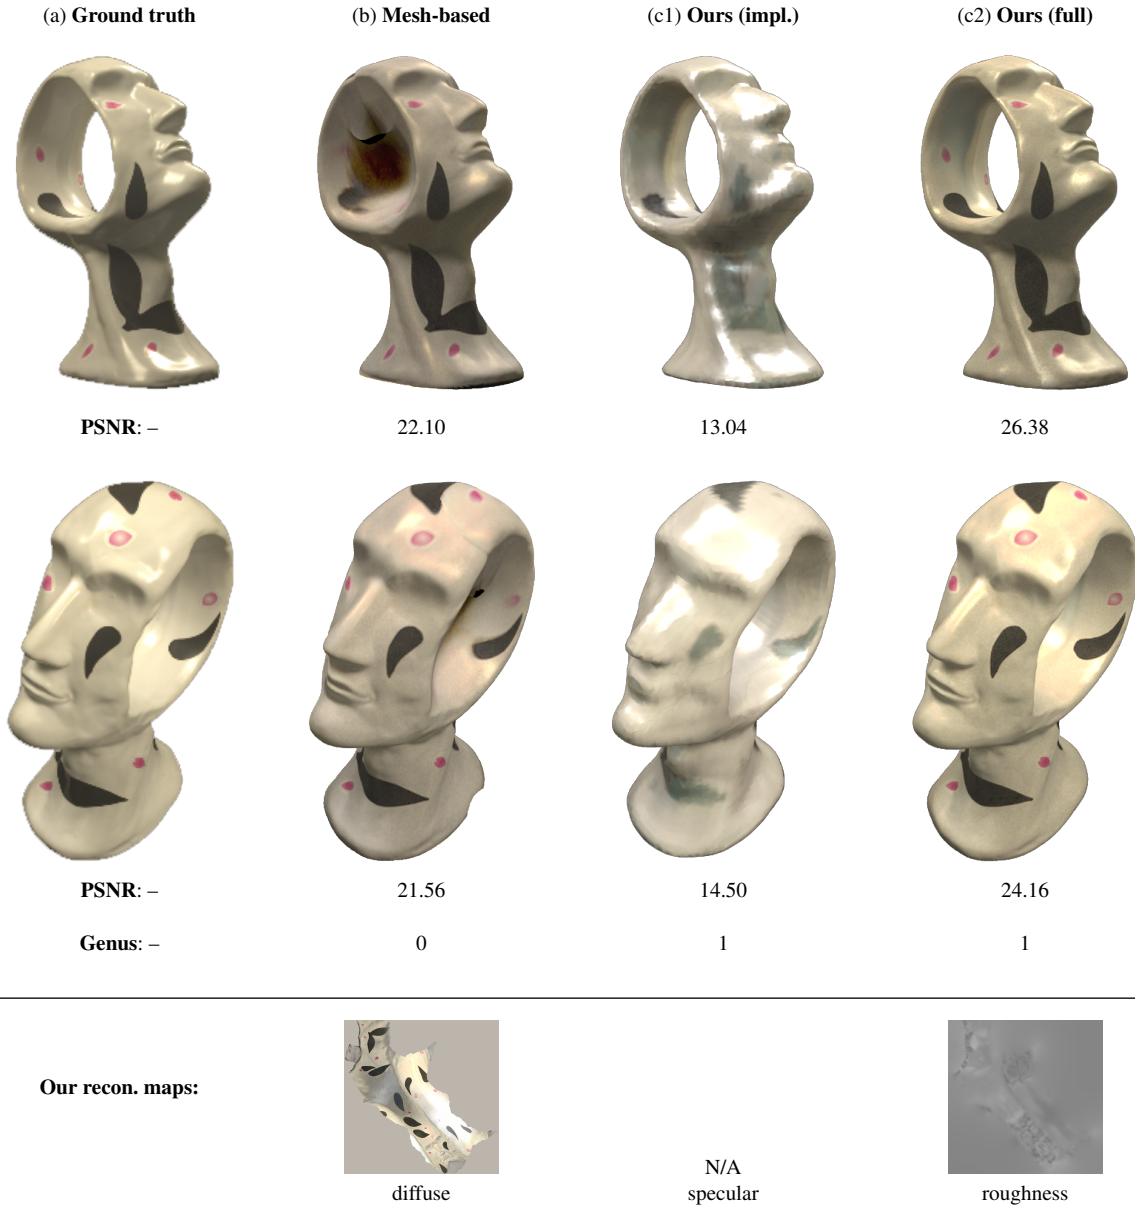 (a) Ground truth (b) Mesh-based (c1) Ours (impl.) (c2) Ours (full)
PSNR: – 22.10 13.04 26.38
PSNR: – 21.56 14.50 24.16
Genus: – 0 1 1
Our recon. maps:
N/A
diffuse specular roughness